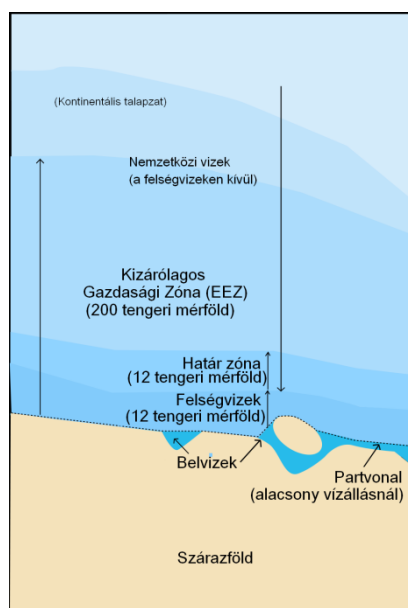 (Kontinentális talapzat)
Nemzetközi vizek
(a felségvizeken kívül)
Kizárólagos
Gazdasági Zóna (EEZ)
(200 tengeri mérföld)
Határ zóna
(12 tengeri mérföld)
Felségvizek
(12 tengeri mérföld)
Belvizek
Partvonal
(alacsony vízállásnál)
Szárazföld